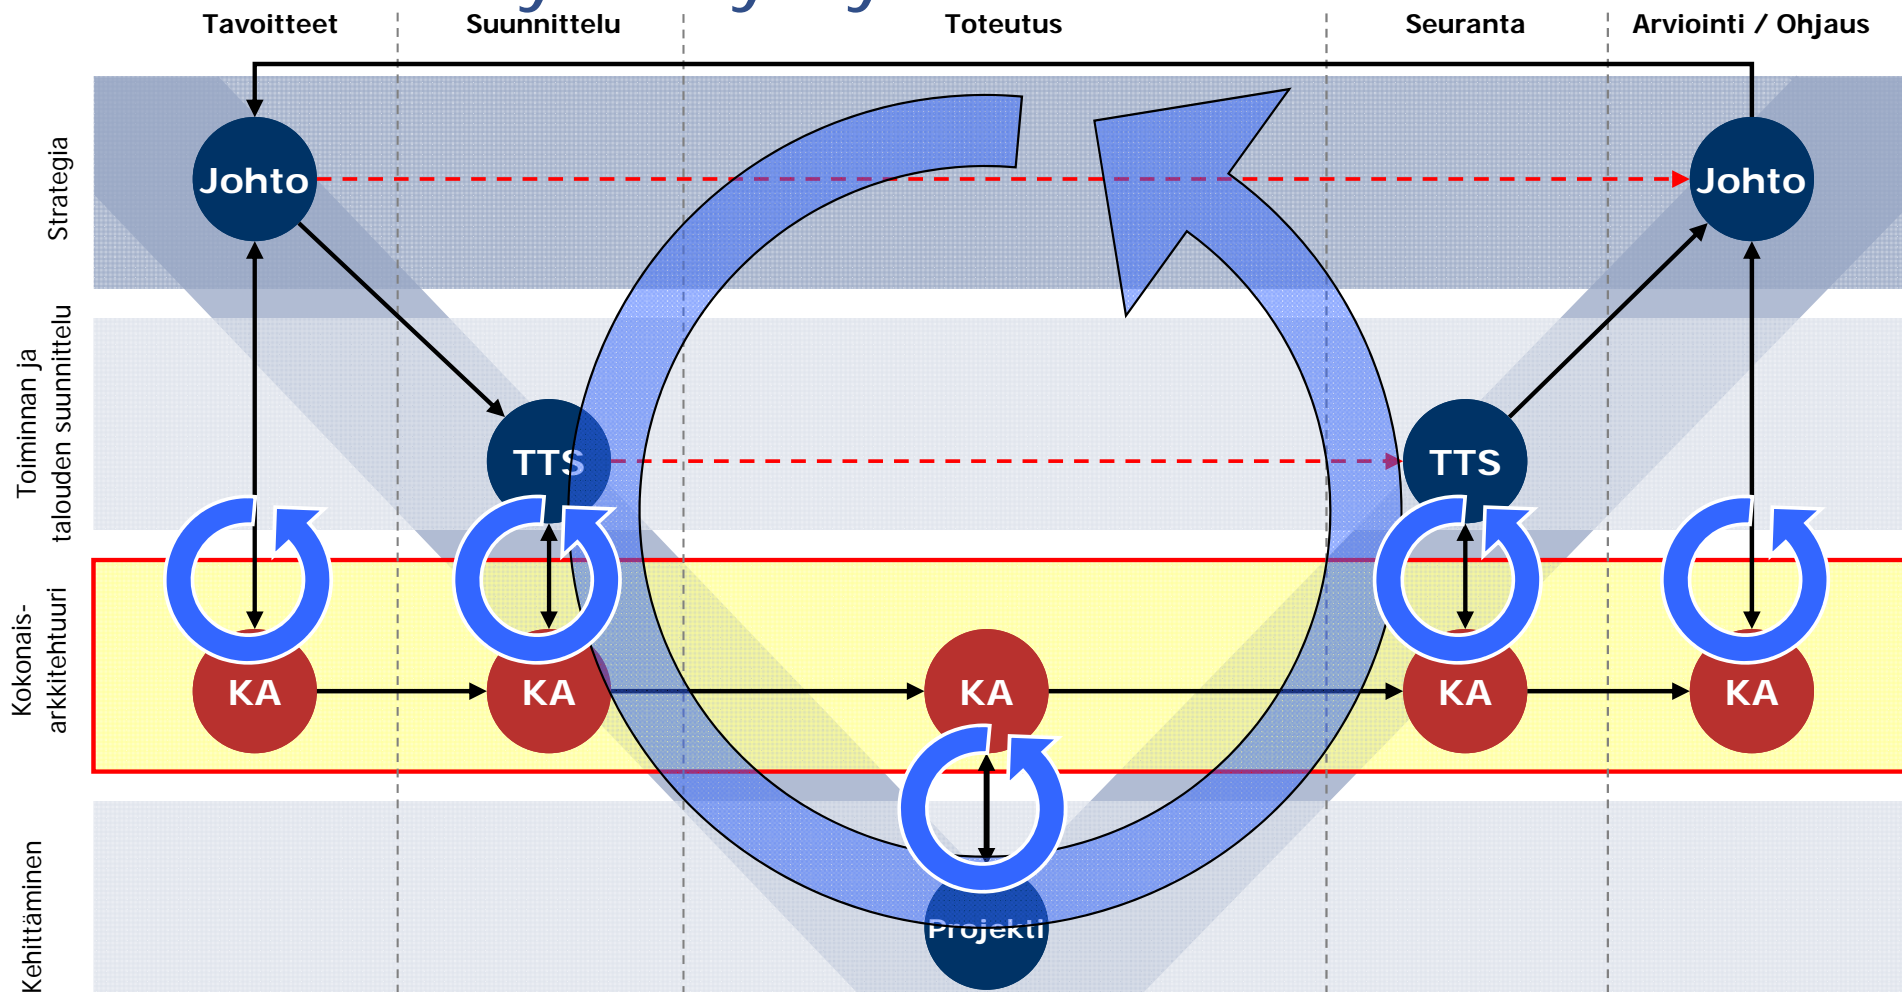 Tavoitteet
Suunnittelu
Toteutus
Seuranta
Arviointi / Ohjaus
Strategia
Johto
Johto
Toiminnan ja
talouden suunnittelu
TTS
TTS
Kokonais-
arkkitehtuuri
KA
KA
KA
KA
KA
Kehittäminen
Projekti